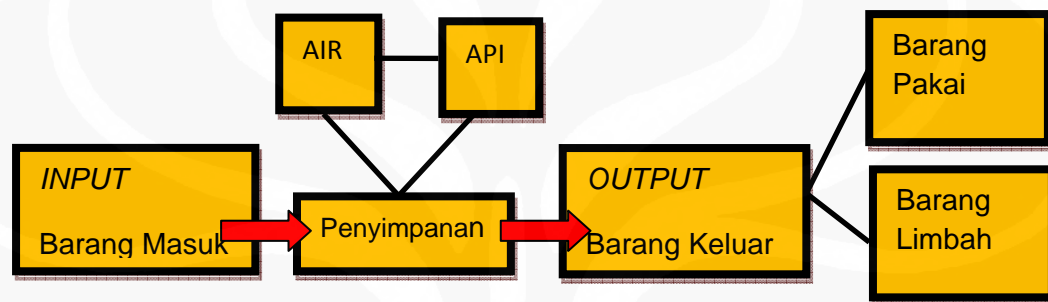 AIR
API
INPUT
Barang Masuk
Penyimpanan
OUTPUT
Barang Keluar
Barang
Pakai
Barang
Limbah